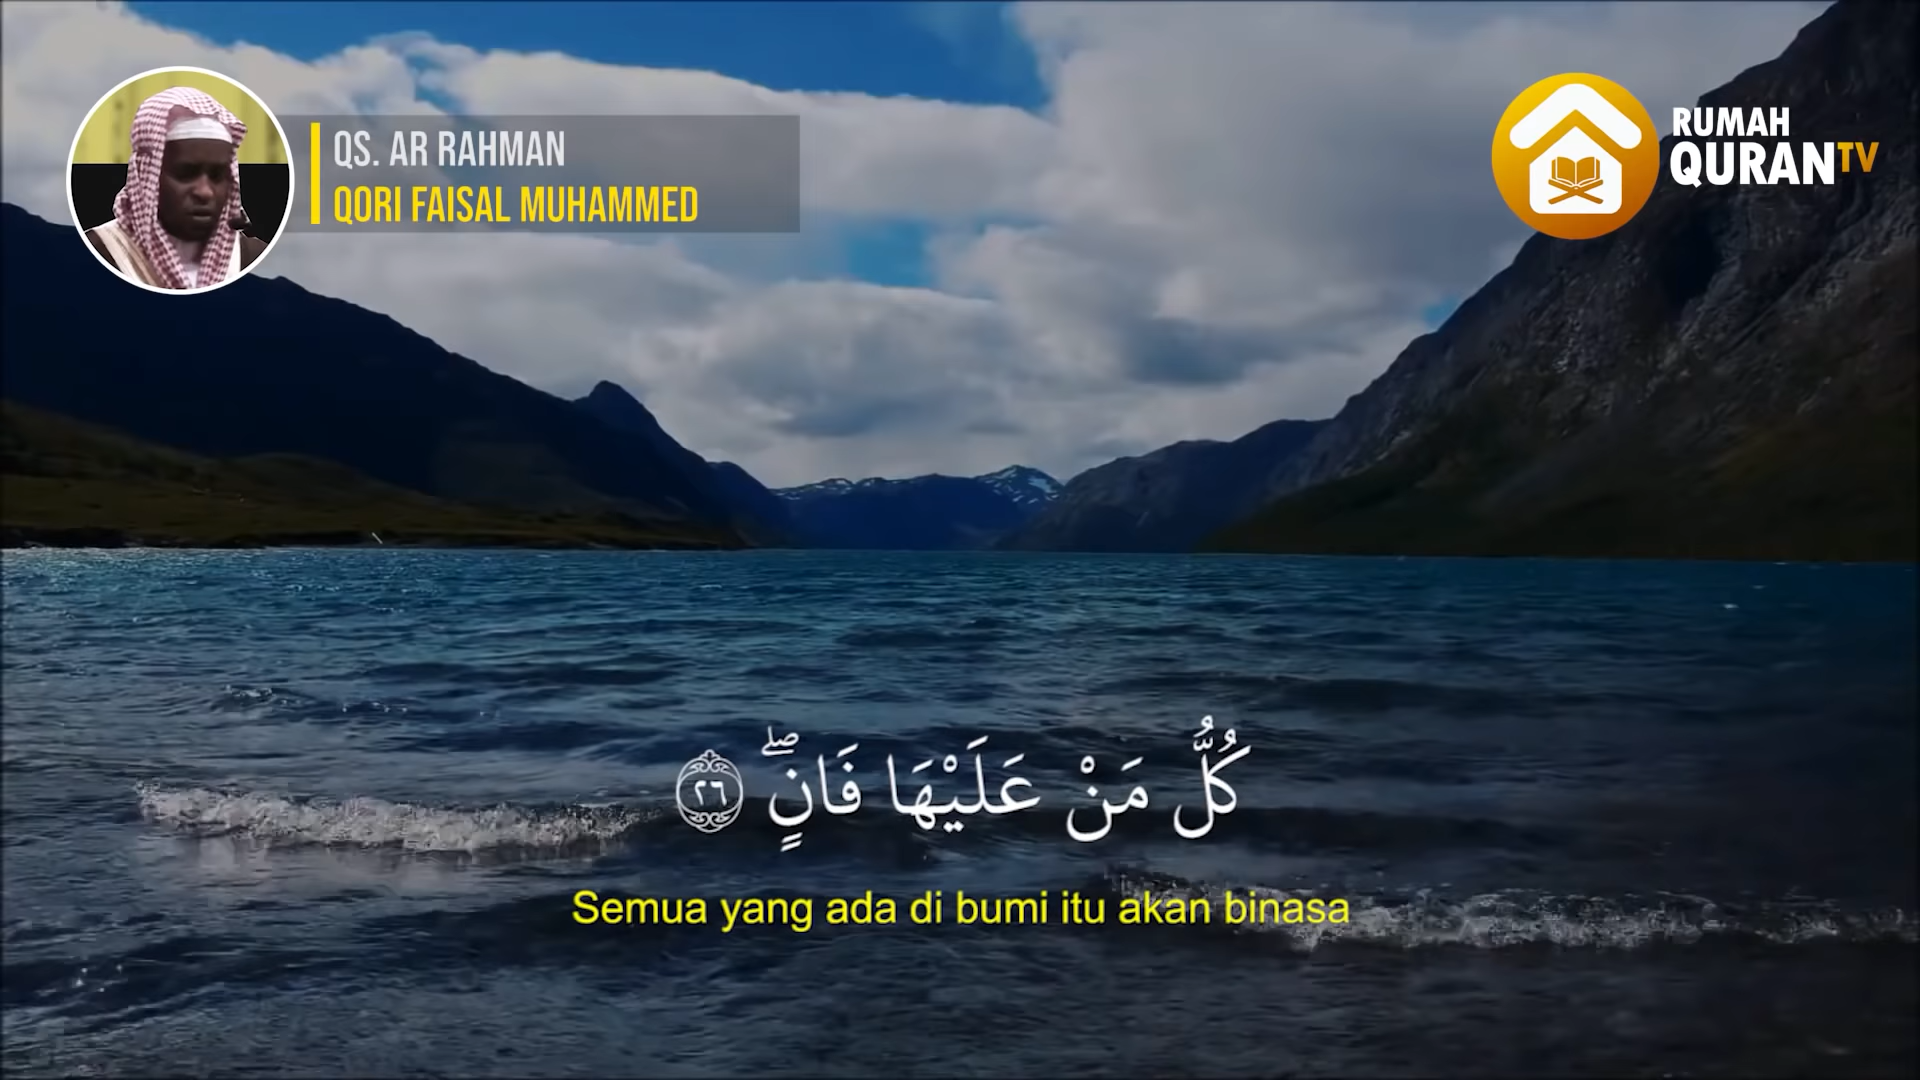 QS. AR RAHMAN
QORI FAISAL MUHAMMED
RUMAH
QURANTV
كُلُّ مَنْ عَلَيْهَا فَانٍۖ ٢٦
Semua yang ada di bumi itu akan binasa